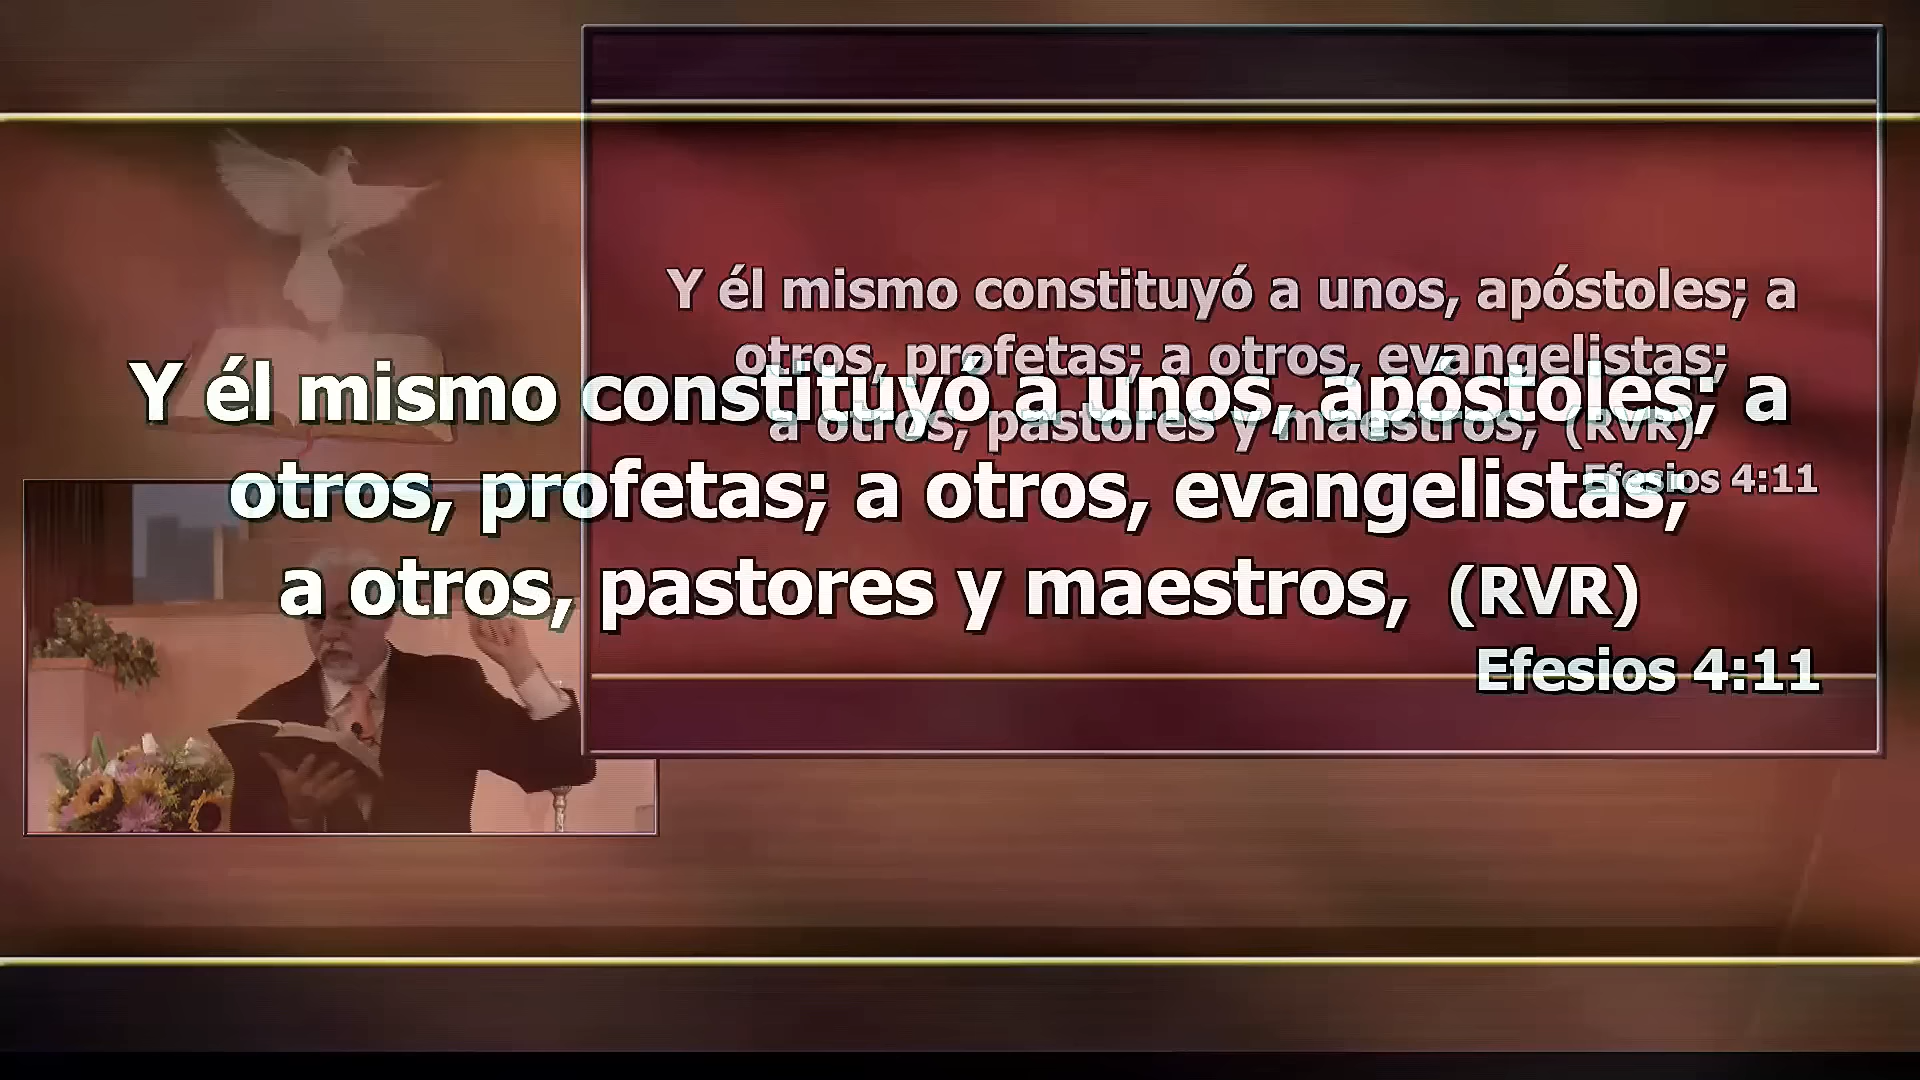 Y él mismo constituyó a unos, apóstoles; a
otros, profetas; a otros, evangelistas;
a otros, pastores y maestros, (RVR)
Efesios 4:11
Y él mismo constituyó a unos, apóstoles; a
otros, profetas; a otros, evangelistas;
a otros, pastores y maestros, (RVR)
Efesios 4:11